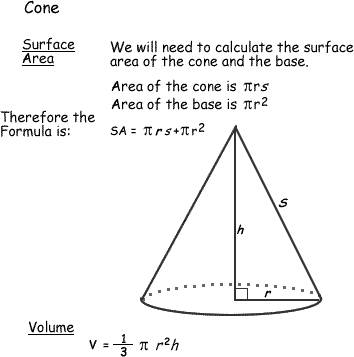 Cone
Surface Area
We will need to calculate the surface
area of the cone and the base.
Area of the cone is πrs
Area of the base is πr²
Therefore the
Formula is:
SA = πrs+πr²
s
h
r
Volume
V = 1/3 π r²h